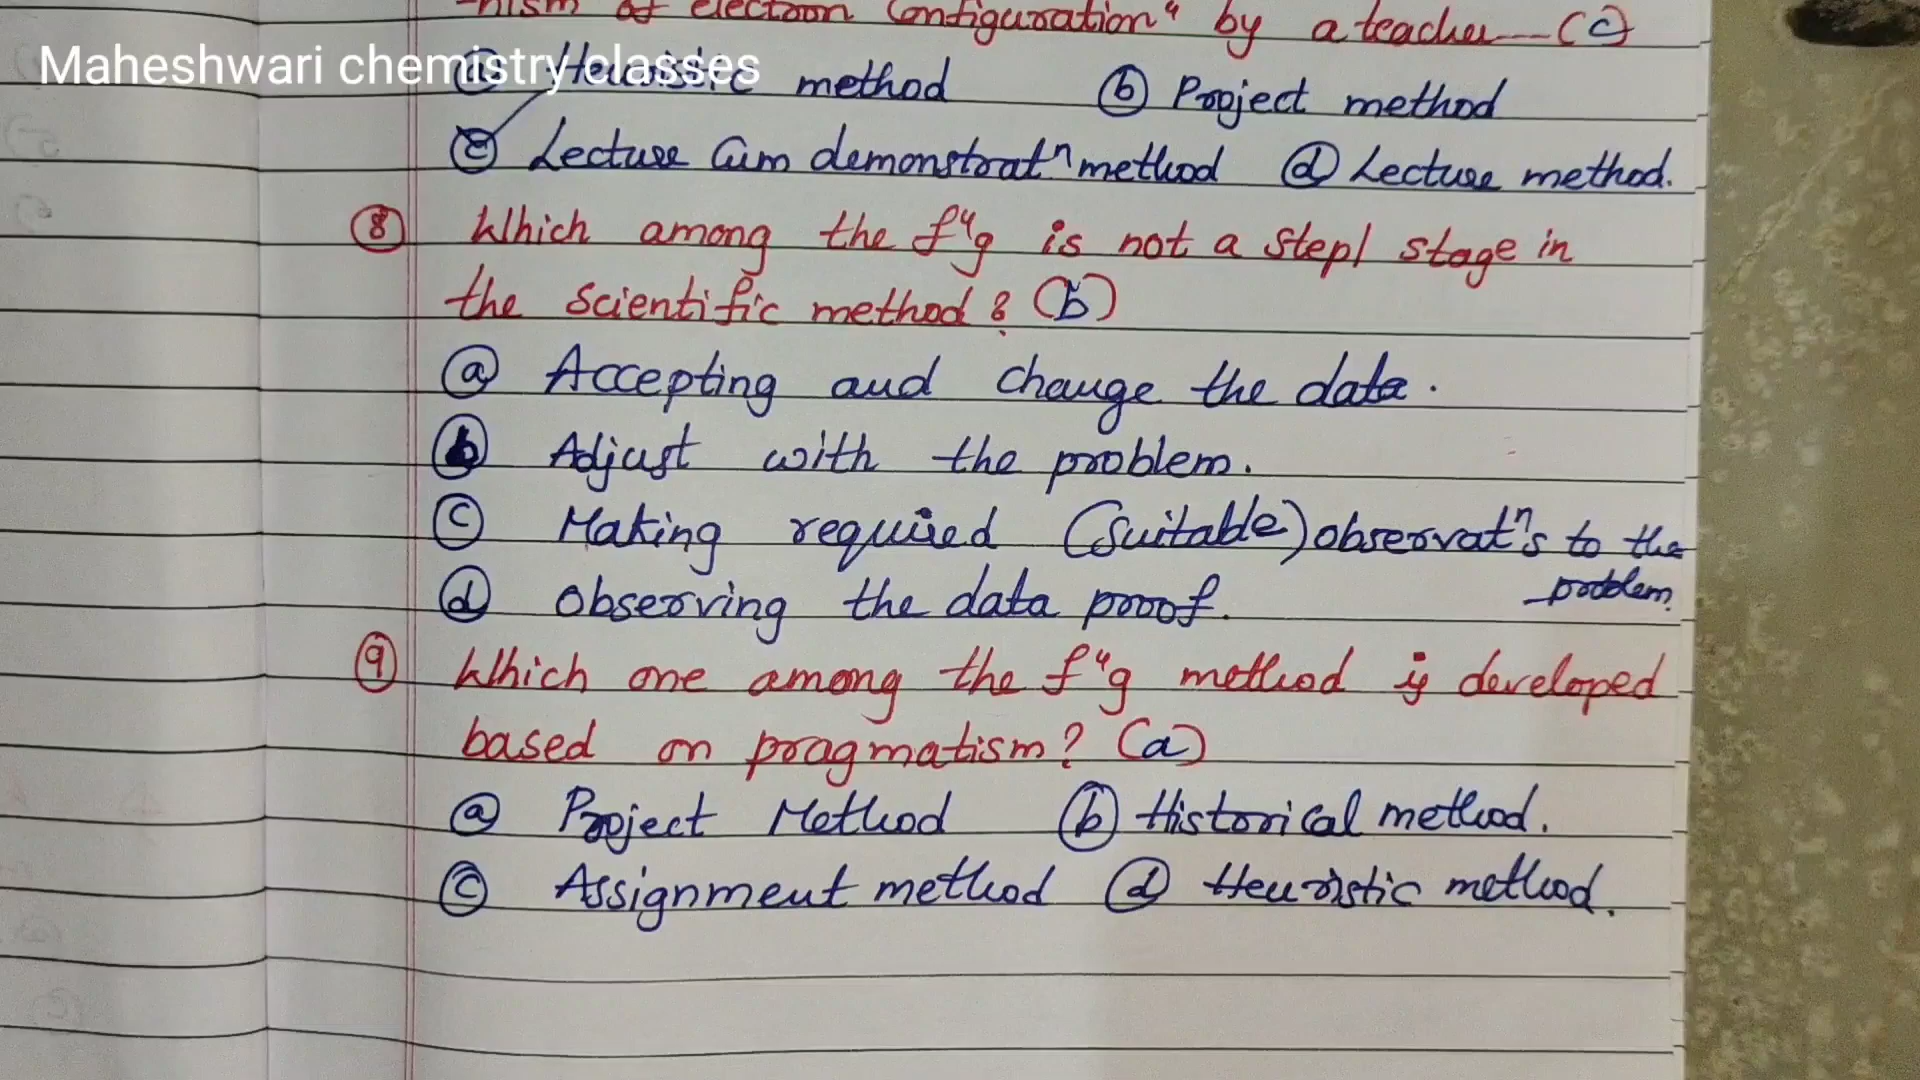 -nism of electron Configuration" by a teacher (c)
Maheshwari chemistry classes
ⓐ Heuristic method ⓑ Project method
ⓒ Lecture Cum demonstratⁿ method ⓓ Lecture method.
⑧ Which among the f"g is not a step/ stage in
the scientific method? (b)
ⓐ Accepting and change the data.
ⓑ Adjust with the problem.
ⓒ Making required (suitable) observatⁿs to the
problem.
ⓓ Observing the data proof.
⑨ Which one among the f"g method is developed
based on pragmatism? (a)
ⓐ Project Method ⓑ Historical method.
ⓒ Assignment method ⓓ Heuristic method.